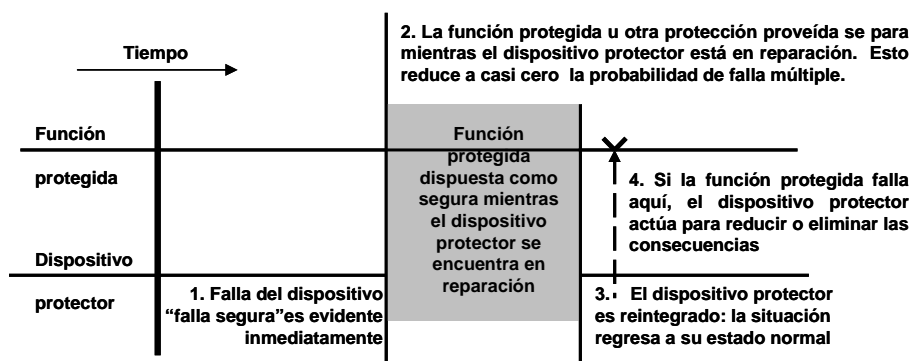 2. La función protegida u otra protección proveída se para
mientras el dispositivo protector está en reparación. Esto
reduce a casi cero la probabilidad de falla múltiple.
Tiempo
Función
protegida
Función
protegida
dispuesta como
segura mientras
el dispositivo
protector se
encuentra en
reparación
4. Si la función protegida falla
aquí, el dispositivo protector
actúa para reducir o eliminar las
consecuencias
Dispositivo
protector
1. Falla del dispositivo
“falla segura”es evidente
inmediatamente
3. El dispositivo protector
es reintegrado: la situación
regresa a su estado normal